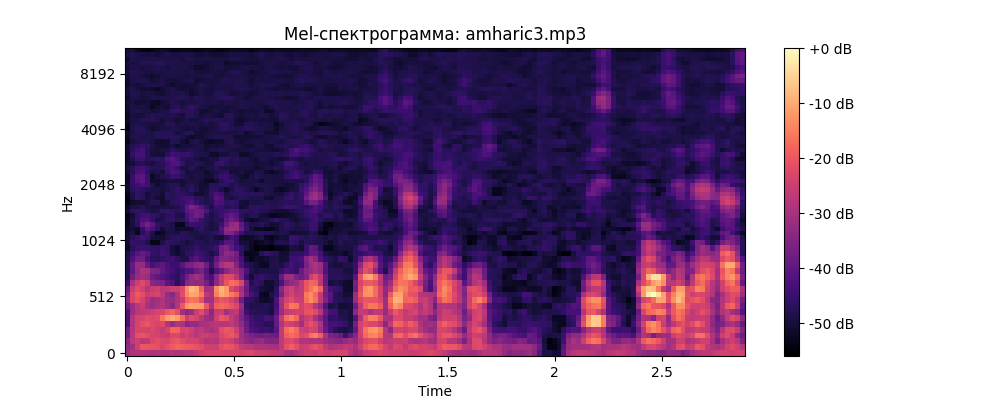 Mel-спектрограмма: amharic3.mp3
+0 dB
8192
-10 dB
4096
-20 dB
2048
Hz
-30 dB
1024
-40 dB
512
-50 dB
0
0 0.5 1 1.5 2 2.5
Time